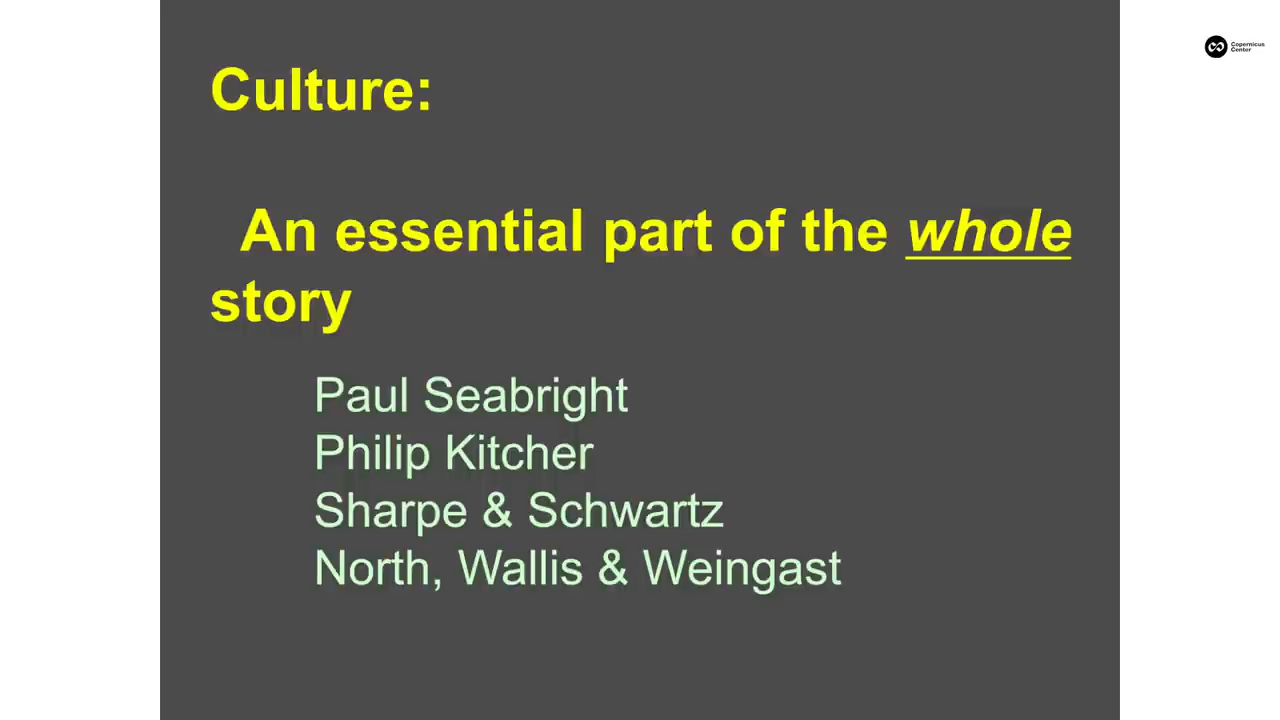 Culture:
An essential part of the whole
story
Paul Seabright
Philip Kitcher
Sharpe & Schwartz
North, Wallis & Weingast
Copernicus
Center